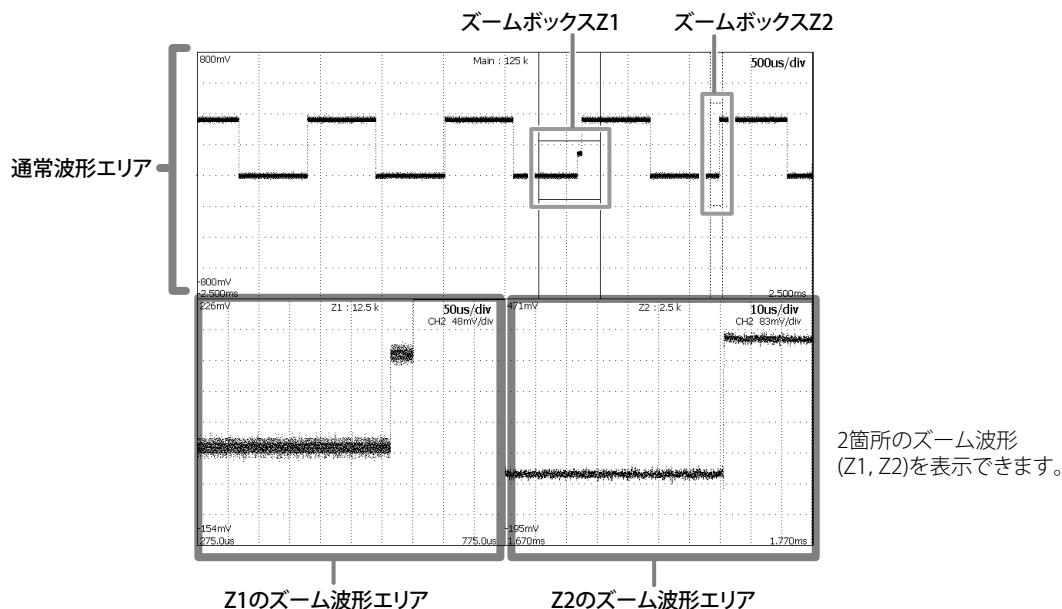 ズームボックスZ1
ズームボックスZ2
800mV
Main : 125 k
500us/div
通常波形エリア
-800mV
-2.500ms
2.500ms
226mV
Z1 : 12.5 k
50us/div
CH2 48mV/div
471mV
Z2 : 2.5 k
10us/div
CH2 83mV/div
2箇所のズーム波形
(Z1, Z2)を表示できます。
-154mV
275.0us
775.0us
-195mV
1.670ms
1.770ms
Z1のズーム波形エリア
Z2のズーム波形エリア